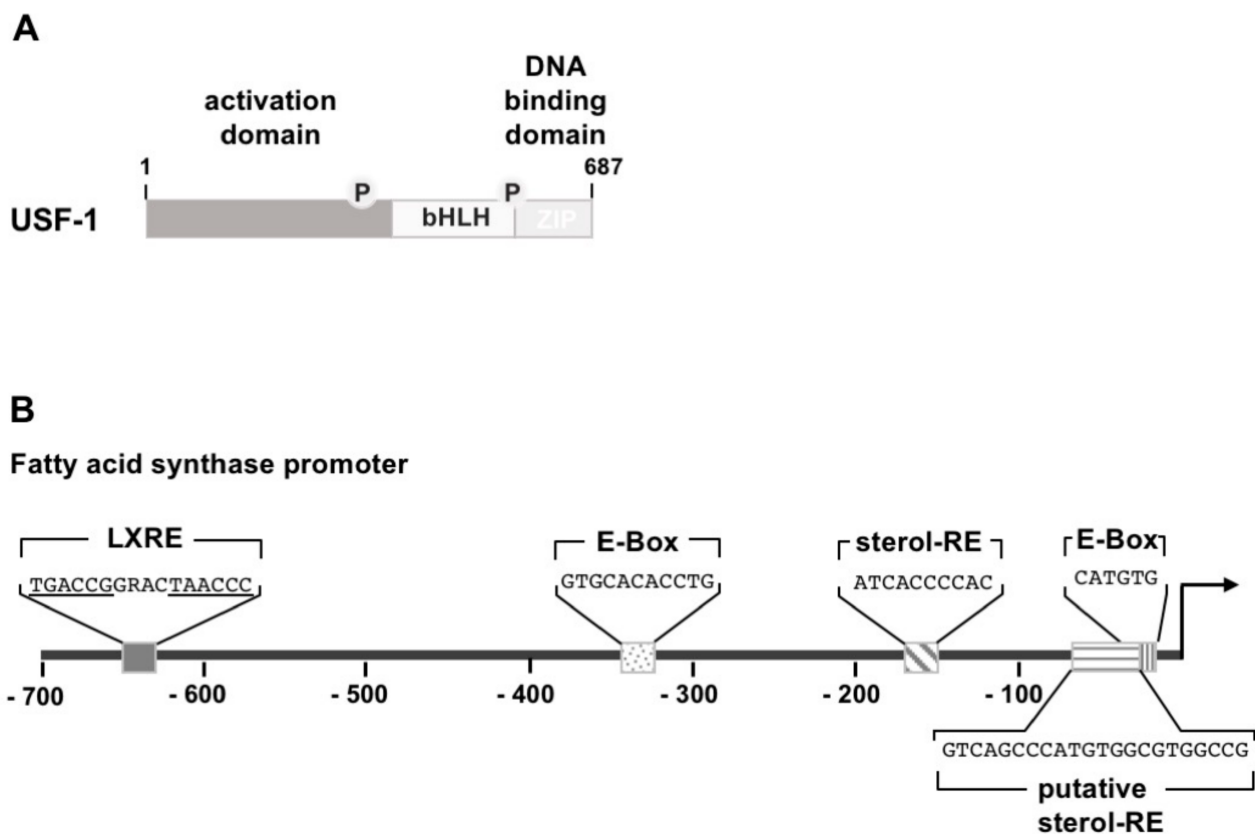 A
activation
domain
DNA
binding
domain
1
687
P
P
USF-1
bHLH
ZIP
B
Fatty acid synthase promoter
LXRE
E-Box
sterol-RE
E-Box
TGACCGGRACTAACCC
GTGCACACCTG
ATCACCCCAC
CATGTG
- 700
- 600
- 500
- 400
- 300
- 200
- 100
GTCAGCCCATGTGGCGTGGCCG
putative
sterol-RE